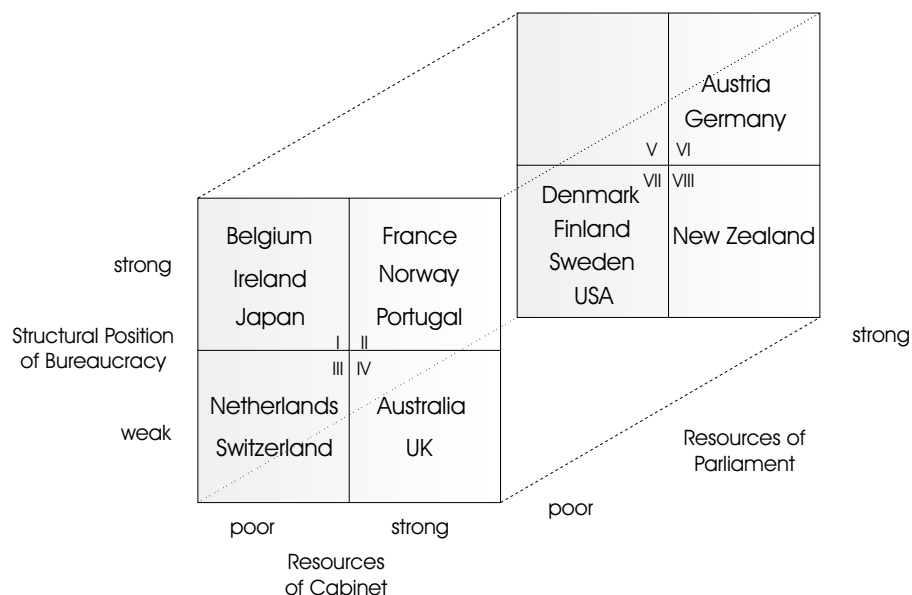 Austria
Germany
V VI
VII VIII
Denmark
Finland
Sweden
USA
New Zealand
strong
Belgium
Ireland
Japan
France
Norway
Portugal
I II
III IV
Structural Position
of Bureaucracy
strong
weak
Netherlands
Switzerland
Australia
UK
Resources of
Parliament
poor
poor
strong
Resources
of Cabinet